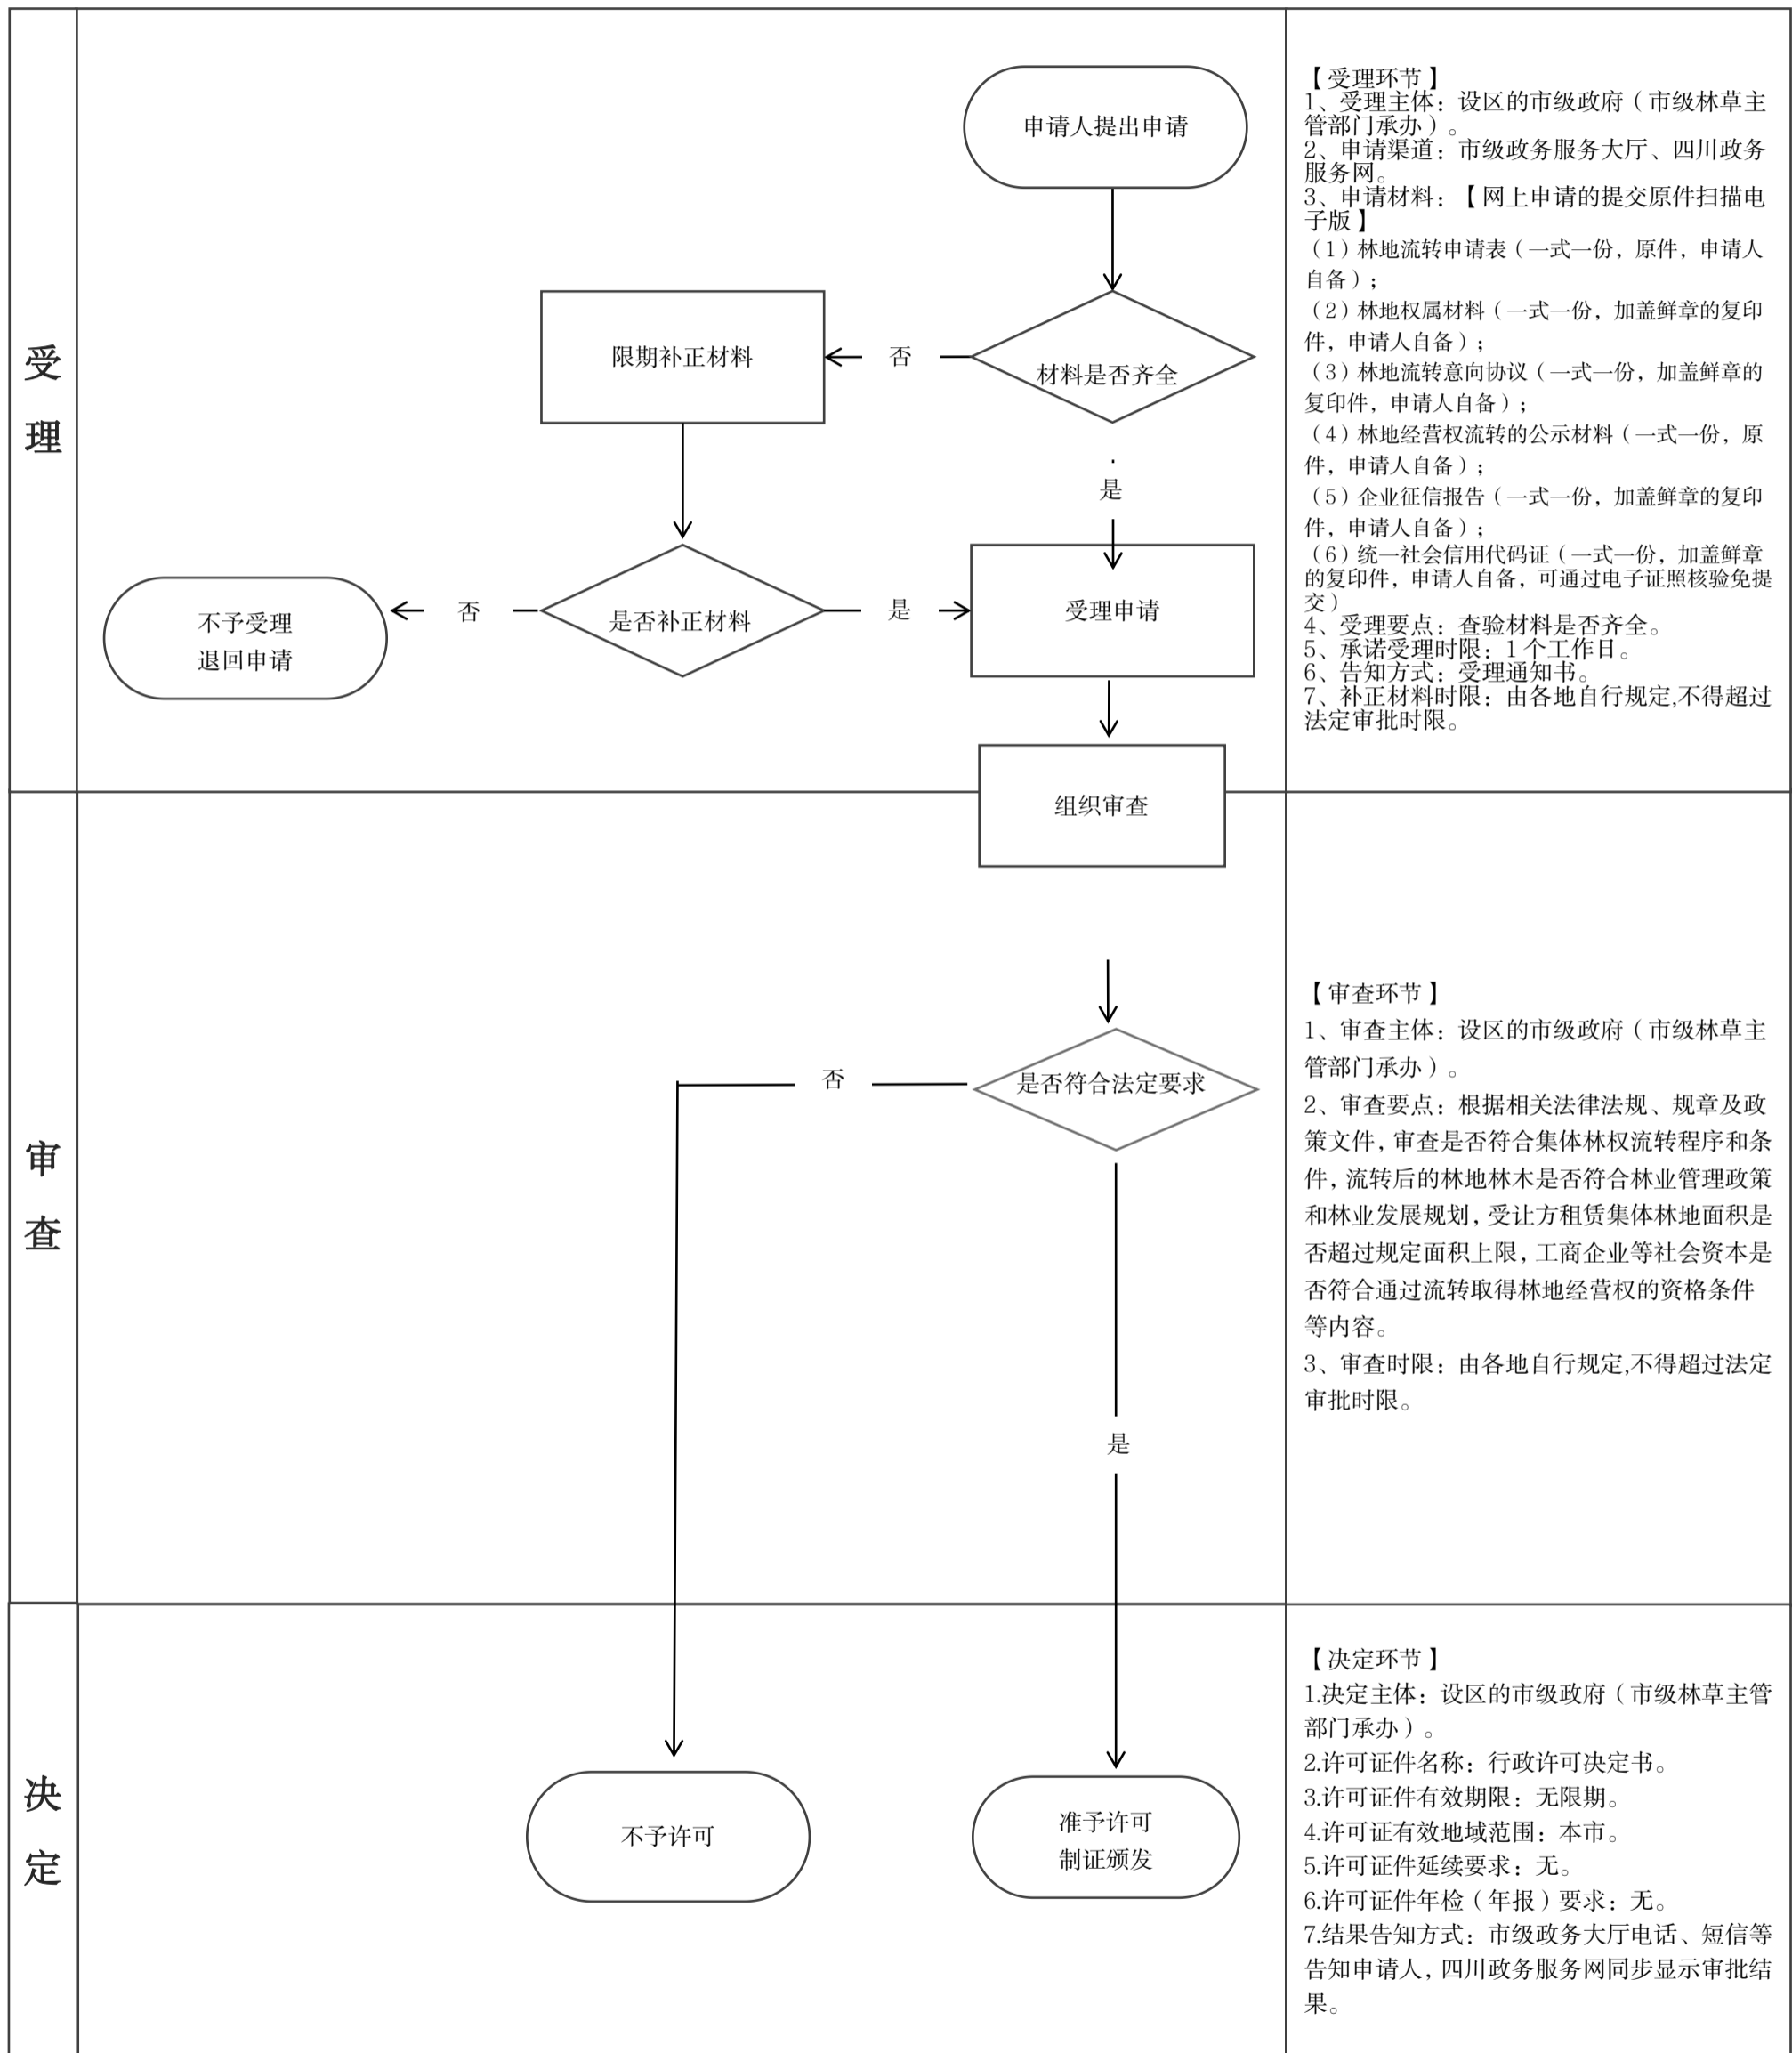 受
理
申请人提出申请
限期补正材料
否
材料是否齐全
是
不予受理
退回申请
否
是否补正材料
是
受理申请
组织审查
【受理环节】
1、受理主体：设区的市级政府（市级林草主
管部门承办）。
2、申请渠道：市级政务服务大厅、四川政务
服务网。
3、申请材料：【网上申请的提交原件扫描电
子版】
（1）林地流转申请表（一式一份，原件，申请人
自备）；
（2）林地权属材料（一式一份，加盖鲜章的复印
件，申请人自备）；
（3）林地流转意向协议（一式一份，加盖鲜章的
复印件，申请人自备）；
（4）林地经营权流转的公示材料（一式一份，原
件，申请人自备）；
（5）企业征信报告（一式一份，加盖鲜章的复印
件，申请人自备）；
（6）统一社会信用代码证（一式一份，加盖鲜章
的复印件，申请人自备，可通过电子证照核验免提
交）
4、受理要点：查验材料是否齐全。
5、承诺受理时限：1个工作日。
6、告知方式：受理通知书。
7、补正材料时限：由各地自行规定,不得超过
法定审批时限。
审
查
否
是否符合法定要求
是
【审查环节】
1、审查主体：设区的市级政府（市级林草主
管部门承办）。
2、审查要点：根据相关法律法规、规章及政
策文件，审查是否符合集体林权流转程序和条
件，流转后的林地林木是否符合林业管理政策
和林业发展规划，受让方租赁集体林地面积是
否超过规定面积上限，工商企业等社会资本是
否符合通过流转取得林地经营权的资格条件
等内容。
3、审查时限：由各地自行规定,不得超过法定
审批时限。
决
定
不予许可
准予许可
制证颁发
【决定环节】
1.决定主体：设区的市级政府（市级林草主管
部门承办）。
2.许可证件名称：行政许可决定书。
3.许可证件有效期限：无限期。
4.许可证有效地域范围：本市。
5.许可证件延续要求：无。
6.许可证件年检（年报）要求：无。
7.结果告知方式：市级政务大厅电话、短信等
告知申请人，四川政务服务网同步显示审批结
果。